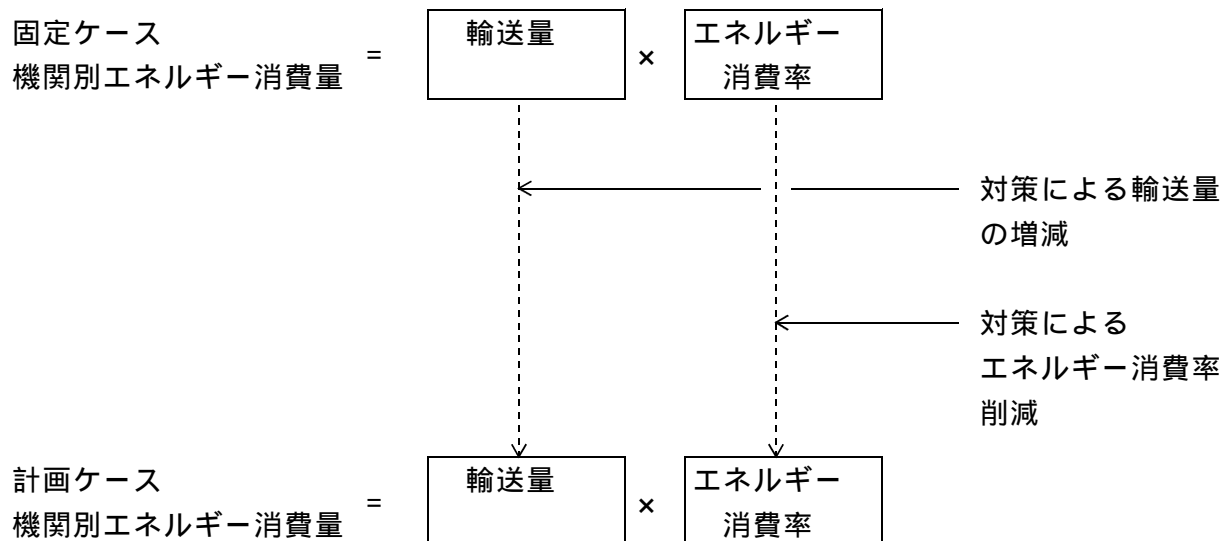 固定ケース
機関別エネルギー消費量 = 輸送量 × エネルギー
消費率
対策による輸送量
の増減
対策による
エネルギー消費率
削減
計画ケース
機関別エネルギー消費量 = 輸送量 × エネルギー
消費率